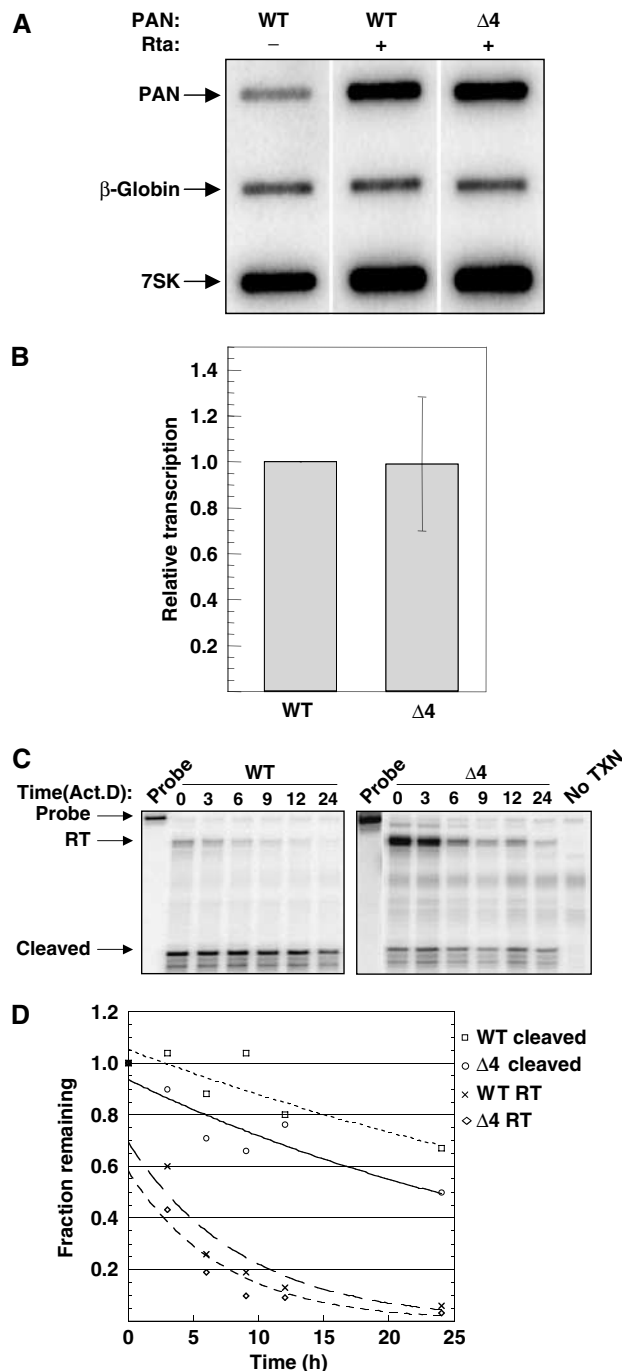 A
PAN: WT WT Δ4
Rta: – + +
PAN
β-Globin
7SK
B
Relative transcription
1.4
1.2
1.0
0.8
0.6
0.4
0.2
WT Δ4
C
Probe WT Probe Δ4 No TXN
Time(Act.D): 0 3 6 9 12 24 0 3 6 9 12 24
Probe
RT
Cleaved
D
Fraction remaining
1.2
1.0
0.8
0.6
0.4
0.2
0 5 10 15 20 25
Time (h)
WT cleaved
Δ4 cleaved
WT RT
Δ4 RT